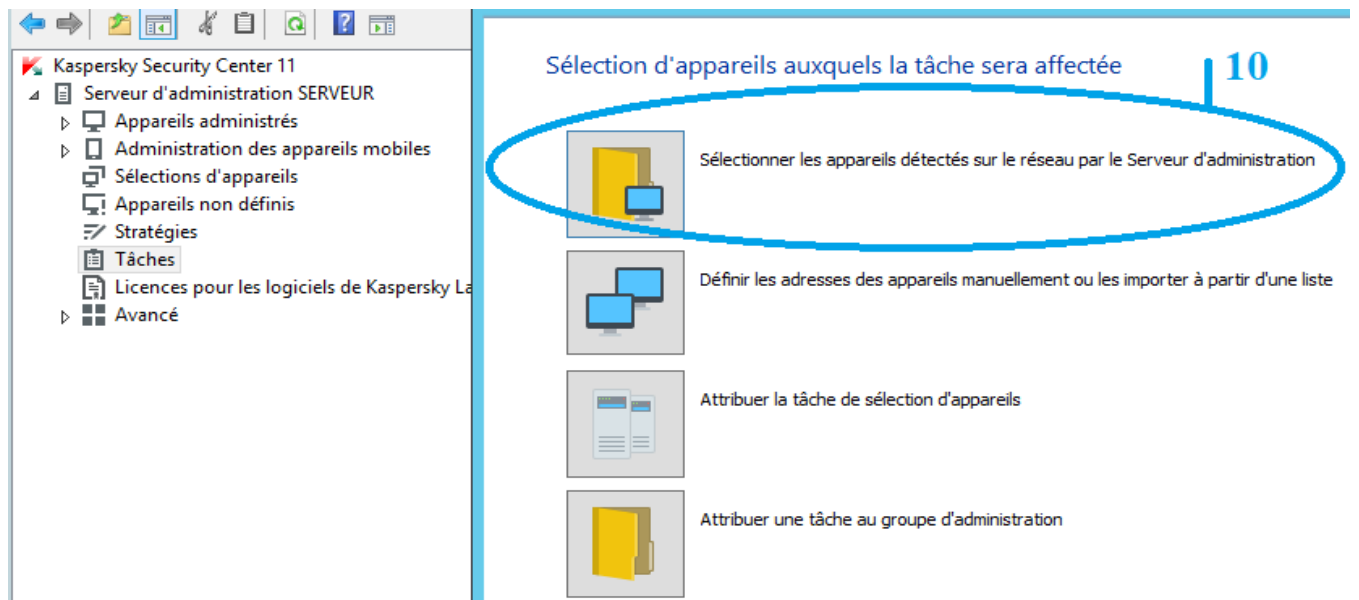 Kaspersky Security Center 11
Serveur d'administration SERVEUR
Appareils administrés
Administration des appareils mobiles
Sélections d'appareils
Appareils non définis
Stratégies
Tâches
Licences pour les logiciels de Kaspersky La
Avancé
Sélection d'appareils auxquels la tâche sera affectée
10
Sélectionner les appareils détectés sur le réseau par le Serveur d'administration
Définir les adresses des appareils manuellement ou les importer à partir d'une liste
Attribuer la tâche de sélection d'appareils
Attribuer une tâche au groupe d'administration